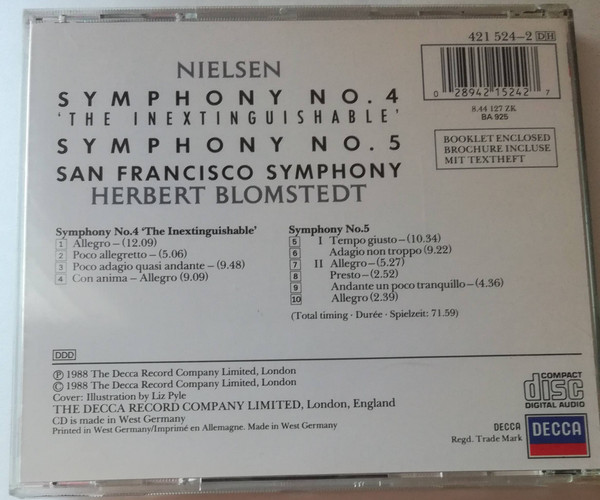 421 524–2 DH
NIELSEN
SYMPHONY NO. 4
'THE INEXTINGUISHABLE'
SYMPHONY NO. 5
SAN FRANCISCO SYMPHONY
HERBERT BLOMSTEDT
0 28942 15242 7
8.44 127 ZK
BA 925
BOOKLET ENCLOSED
BROCHURE INCLUSE
MIT TEXTHEFT
Symphony No.4 'The Inextinguishable'
1 Allegro – (12.09)
2 Poco allegretto – (5.06)
3 Poco adagio quasi andante – (9.48)
4 Con anima – Allegro (9.09)
Symphony No.5
5 I Tempo giusto – (10.34)
6 Adagio non troppo (9.22)
7 II Allegro – (5.27)
8 Presto – (2.52)
9 Andante un poco tranquillo – (4.36)
10 Allegro (2.39)
(Total timing · Durée · Spielzeit: 71.59)
DDD
℗ 1988 The Decca Record Company Limited, London
© 1988 The Decca Record Company Limited, London
Cover: Illustration by Liz Pyle
THE DECCA RECORD COMPANY LIMITED, London, England
CD is made in West Germany
Printed in West Germany/Imprimé en Allemagne. Made in West Germany
COMPACT
disc
DIGITAL AUDIO
DECCA
Regd. Trade Mark
DECCA